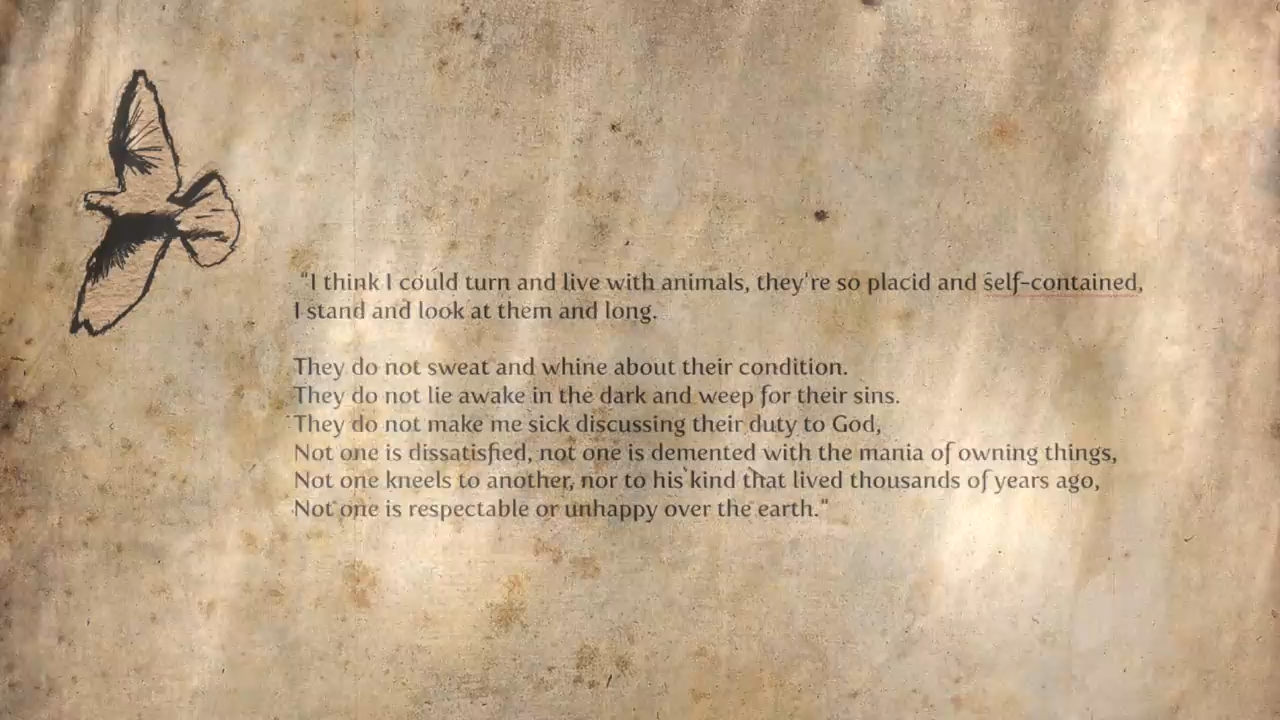 "I think I could turn and live with animals, they're so placid and self-contained,
I stand and look at them and long.
They do not sweat and whine about their condition.
They do not lie awake in the dark and weep for their sins.
They do not make me sick discussing their duty to God,
Not one is dissatisfied, not one is demented with the mania of owning things,
Not one kneels to another, nor to his kind that lived thousands of years ago,
Not one is respectable or unhappy over the earth."